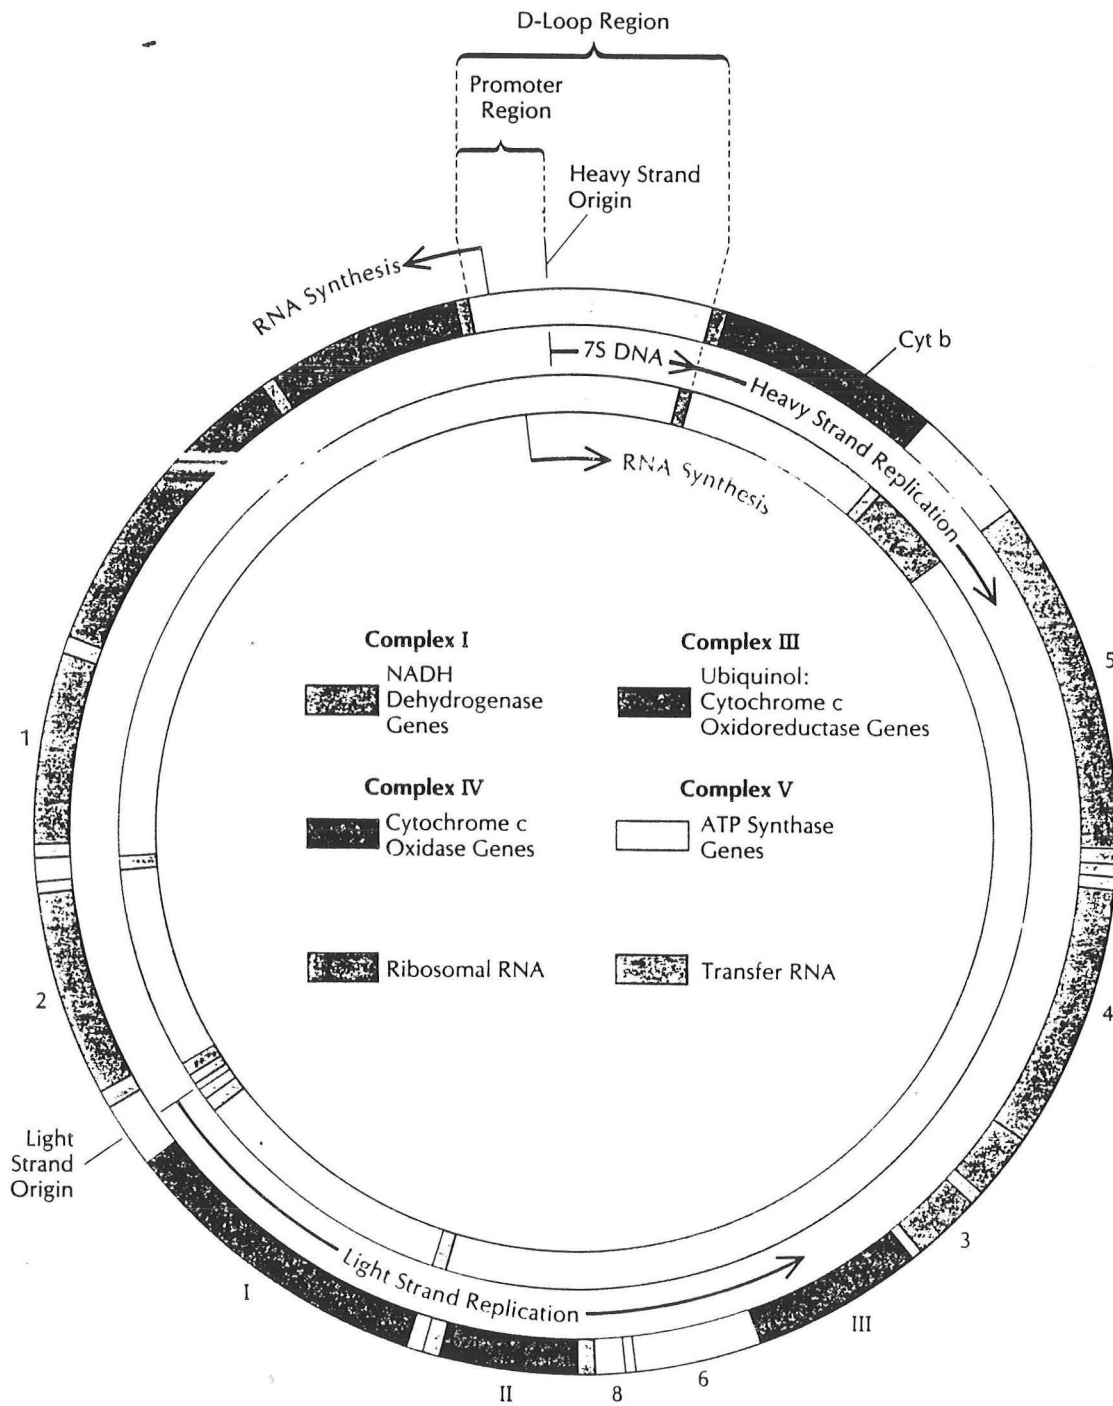 D-Loop Region
Promoter
Region
Heavy Strand
Origin
RNA Synthesis
7S DNA
Cyt b
Heavy Strand Replication
RNA Synthesis
Complex I
NADH
Dehydrogenase
Genes
Complex III
Ubiquinol:
Cytochrome c
Oxidoreductase Genes
Complex IV
Cytochrome c
Oxidase Genes
Complex V
ATP Synthase
Genes
Ribosomal RNA
Transfer RNA
5
1
2
4
Light
Strand
Origin
3
I
Light Strand Replication
III
II
8
6